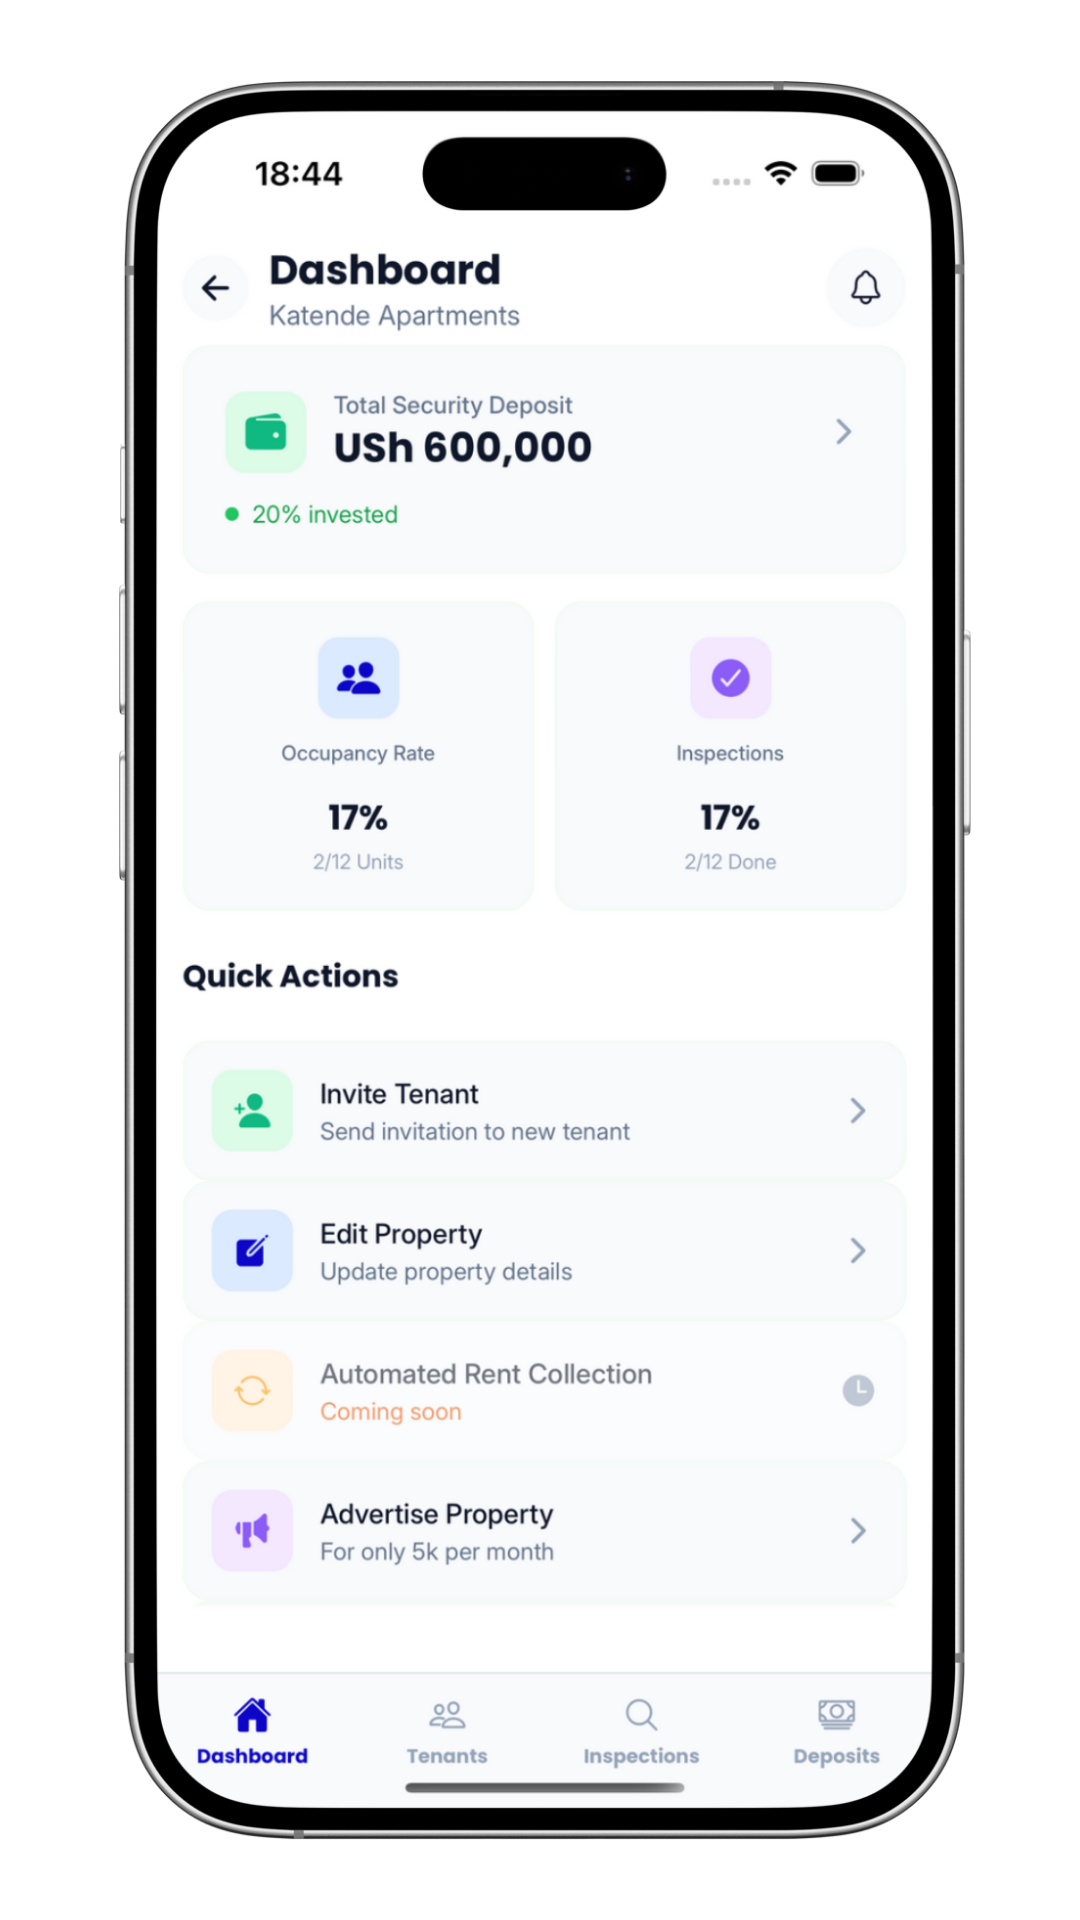 18:44
Dashboard
Katende Apartments
Total Security Deposit
USh 600,000
20% invested
Occupancy Rate
17%
2/12 Units
Inspections
17%
2/12 Done
Quick Actions
Invite Tenant
Send invitation to new tenant
Edit Property
Update property details
Automated Rent Collection
Coming soon
Advertise Property
For only 5k per month
Dashboard
Tenants
Inspections
Deposits